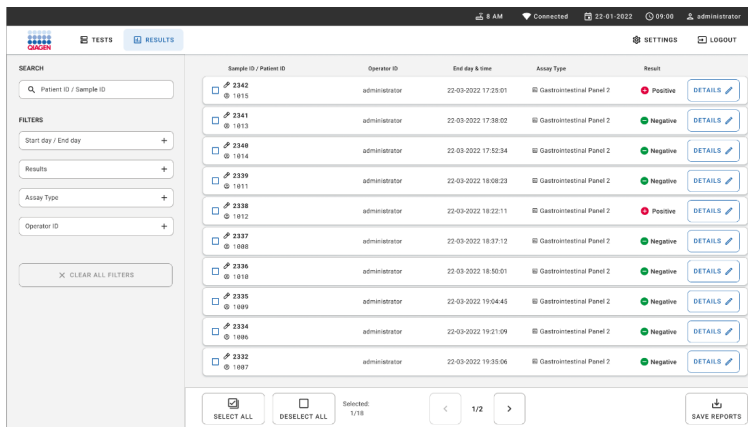 8 AM Connected 22-01-2022 09:00 administrator
QIAGEN TESTS RESULTS SETTINGS LOGOUT
SEARCH
Patient ID / Sample ID
FILTERS
Start day / End day +
Results +
Assay Type +
Operator ID +
CLEAR ALL FILTERS
Sample ID / Patient ID Operator ID End day & time Assay Type Result
2342
1015 administrator 22-03-2022 17:25:01 Gastrointestinal Panel 2 Positive DETAILS
2341
1013 administrator 22-03-2022 17:38:02 Gastrointestinal Panel 2 Negative DETAILS
2340
1014 administrator 22-03-2022 17:52:34 Gastrointestinal Panel 2 Negative DETAILS
2339
1011 administrator 22-03-2022 18:08:23 Gastrointestinal Panel 2 Negative DETAILS
2338
1012 administrator 22-03-2022 18:22:11 Gastrointestinal Panel 2 Positive DETAILS
2337
1008 administrator 22-03-2022 18:37:12 Gastrointestinal Panel 2 Negative DETAILS
2336
1010 administrator 22-03-2022 18:50:01 Gastrointestinal Panel 2 Negative DETAILS
2335
1009 administrator 22-03-2022 19:04:45 Gastrointestinal Panel 2 Negative DETAILS
2334
1006 administrator 22-03-2022 19:21:09 Gastrointestinal Panel 2 Negative DETAILS
2332
1007 administrator 22-03-2022 19:35:06 Gastrointestinal Panel 2 Negative DETAILS
SELECT ALL DESELECT ALL
Selected:
1/18
1/2
SAVE REPORTS